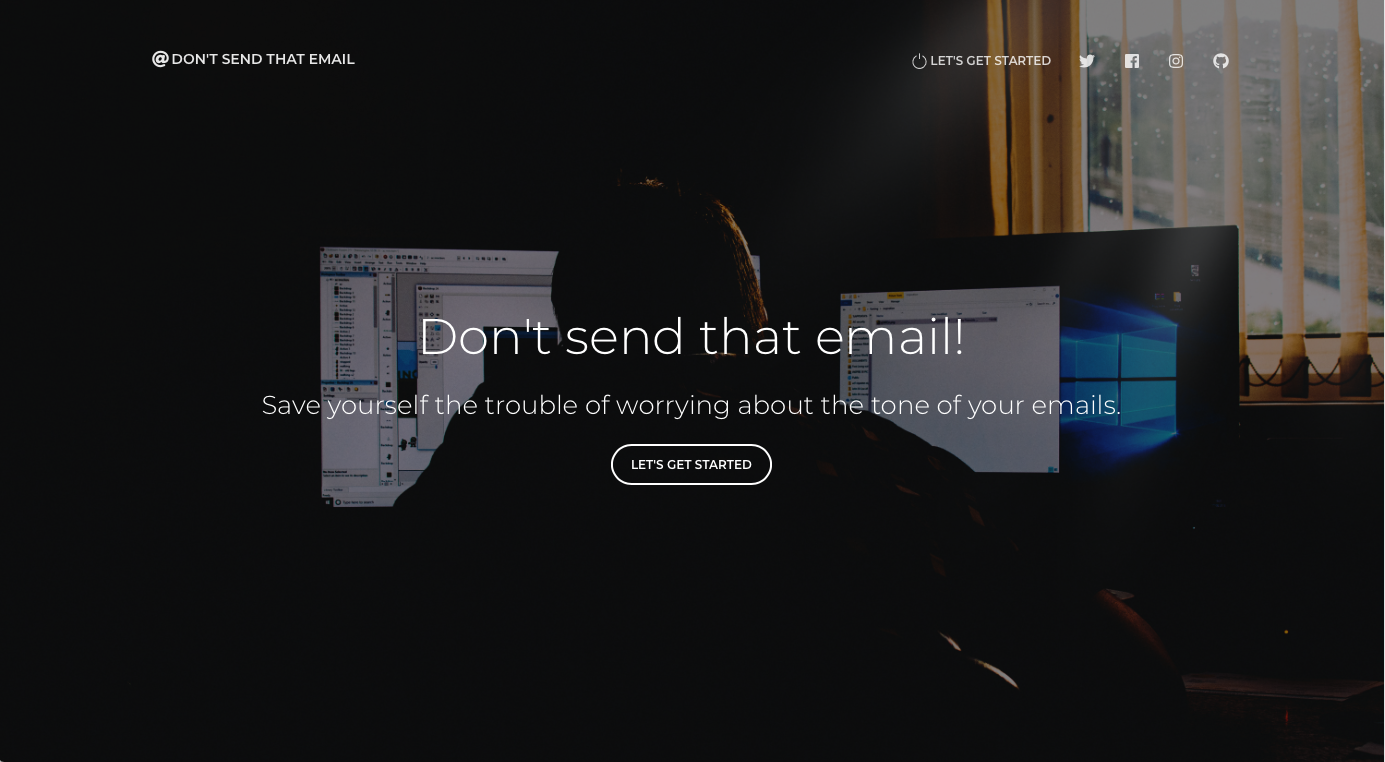 @ DON'T SEND THAT EMAIL
LET'S GET STARTED
Don't send that email!
Save yourself the trouble of worrying about the tone of your emails.
LET'S GET STARTED